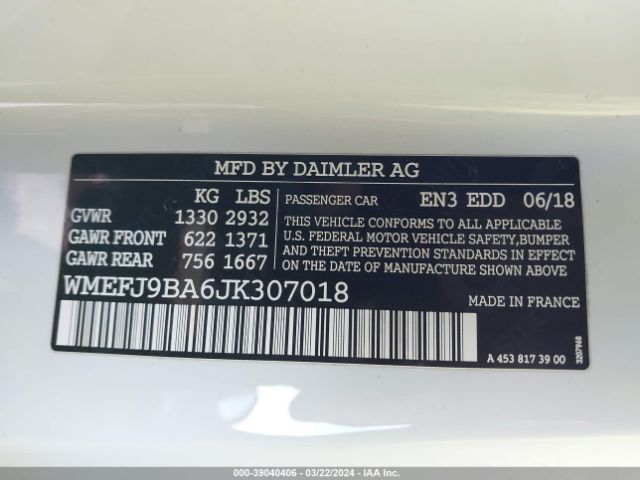 MFD BY DAIMLER AG
KG LBS
GVWR 1330 2932
GAWR FRONT 622 1371
GAWR REAR 756 1667
PASSENGER CAR EN3 EDD 06/18
THIS VEHICLE CONFORMS TO ALL APPLICABLE
U.S. FEDERAL MOTOR VEHICLE SAFETY,BUMPER
AND THEFT PREVENTION STANDARDS IN EFFECT
ON THE DATE OF MANUFACTURE SHOWN ABOVE.
WMEFJ9BA6JK307018 MADE IN FRANCE
A 453 817 39 00
3207968
000-39040406 - 03/22/2024 - IAA Inc.